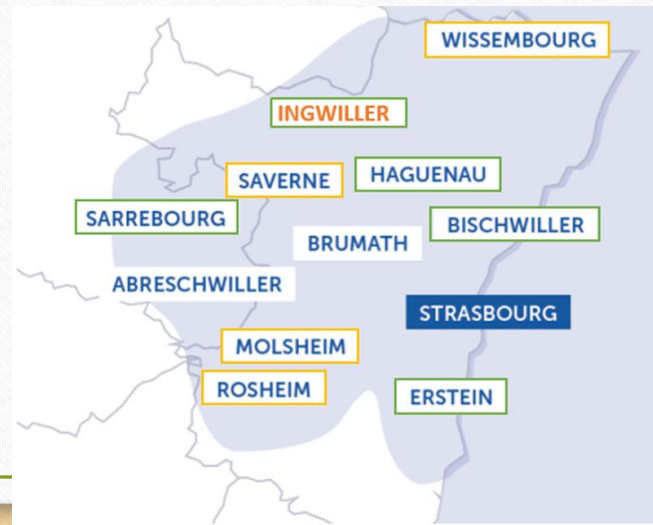 WISSEMBOURG
INGWILLER
SAVERNE
HAGUENAU
SARREBOURG
BISCHWILLER
BRUMATH
ABRESCHWILLER
STRASBOURG
MOLSHEIM
ROSHEIM
ERSTEIN